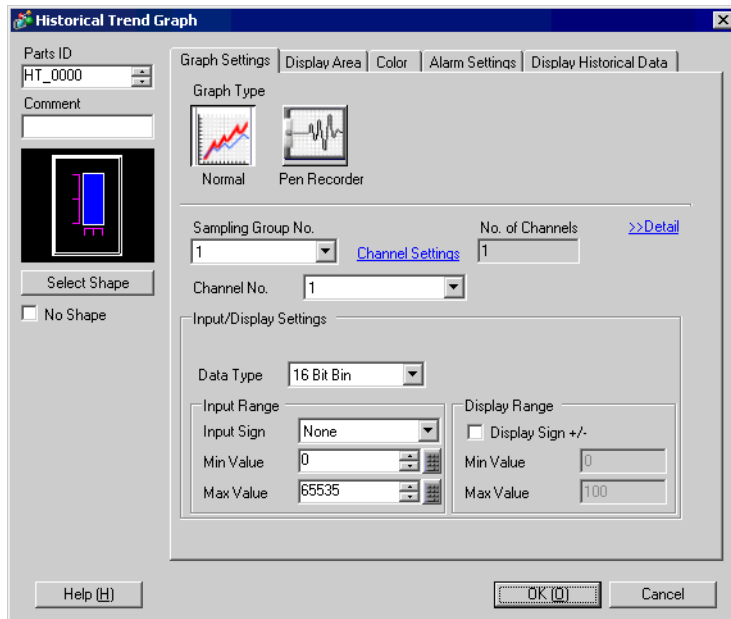 Historical Trend Graph
Parts ID
HT_0000
Comment
Select Shape
No Shape
Graph Settings Display Area Color Alarm Settings Display Historical Data
Graph Type
Normal Pen Recorder
Sampling Group No. No. of Channels >>Detail
1 Channel Settings 1
Channel No. 1
Input/Display Settings
Data Type 16 Bit Bin
Input Range Display Range
Input Sign None Display Sign +/-
Min Value 0 Min Value 0
Max Value 65535 Max Value 100
Help (H) OK (O) Cancel